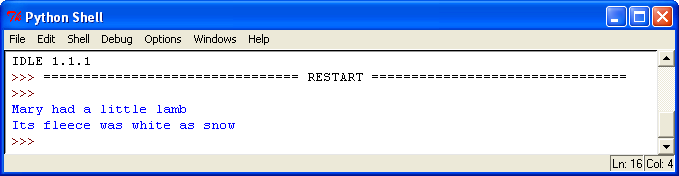 Python Shell
File Edit Shell Debug Options Windows Help
IDLE 1.1.1
>>> ================================ RESTART ================================
>>>
Mary had a little lamb
Its fleece was white as snow
>>>
Ln: 16 Col: 4